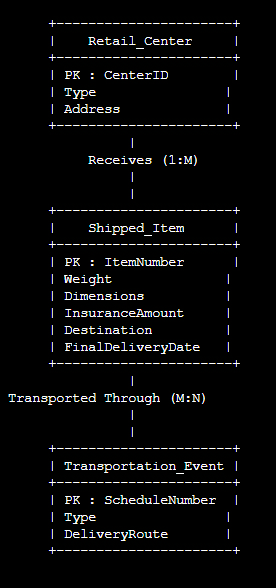 +----------------------+
|    Retail_Center     |
+----------------------+
| PK : CenterID        |
| Type                |
| Address             |
+----------------------+
|
Receives (1:M)
|
|
+----------------------+
|    Shipped_Item      |
+----------------------+
| PK : ItemNumber      |
| Weight              |
| Dimensions          |
| InsuranceAmount     |
| Destination         |
| FinalDeliveryDate   |
+----------------------+
|
Transported Through (M:N)
|
|
+----------------------+
| Transportation_Event |
+----------------------+
| PK : ScheduleNumber  |
| Type                |
| DeliveryRoute       |
+----------------------+